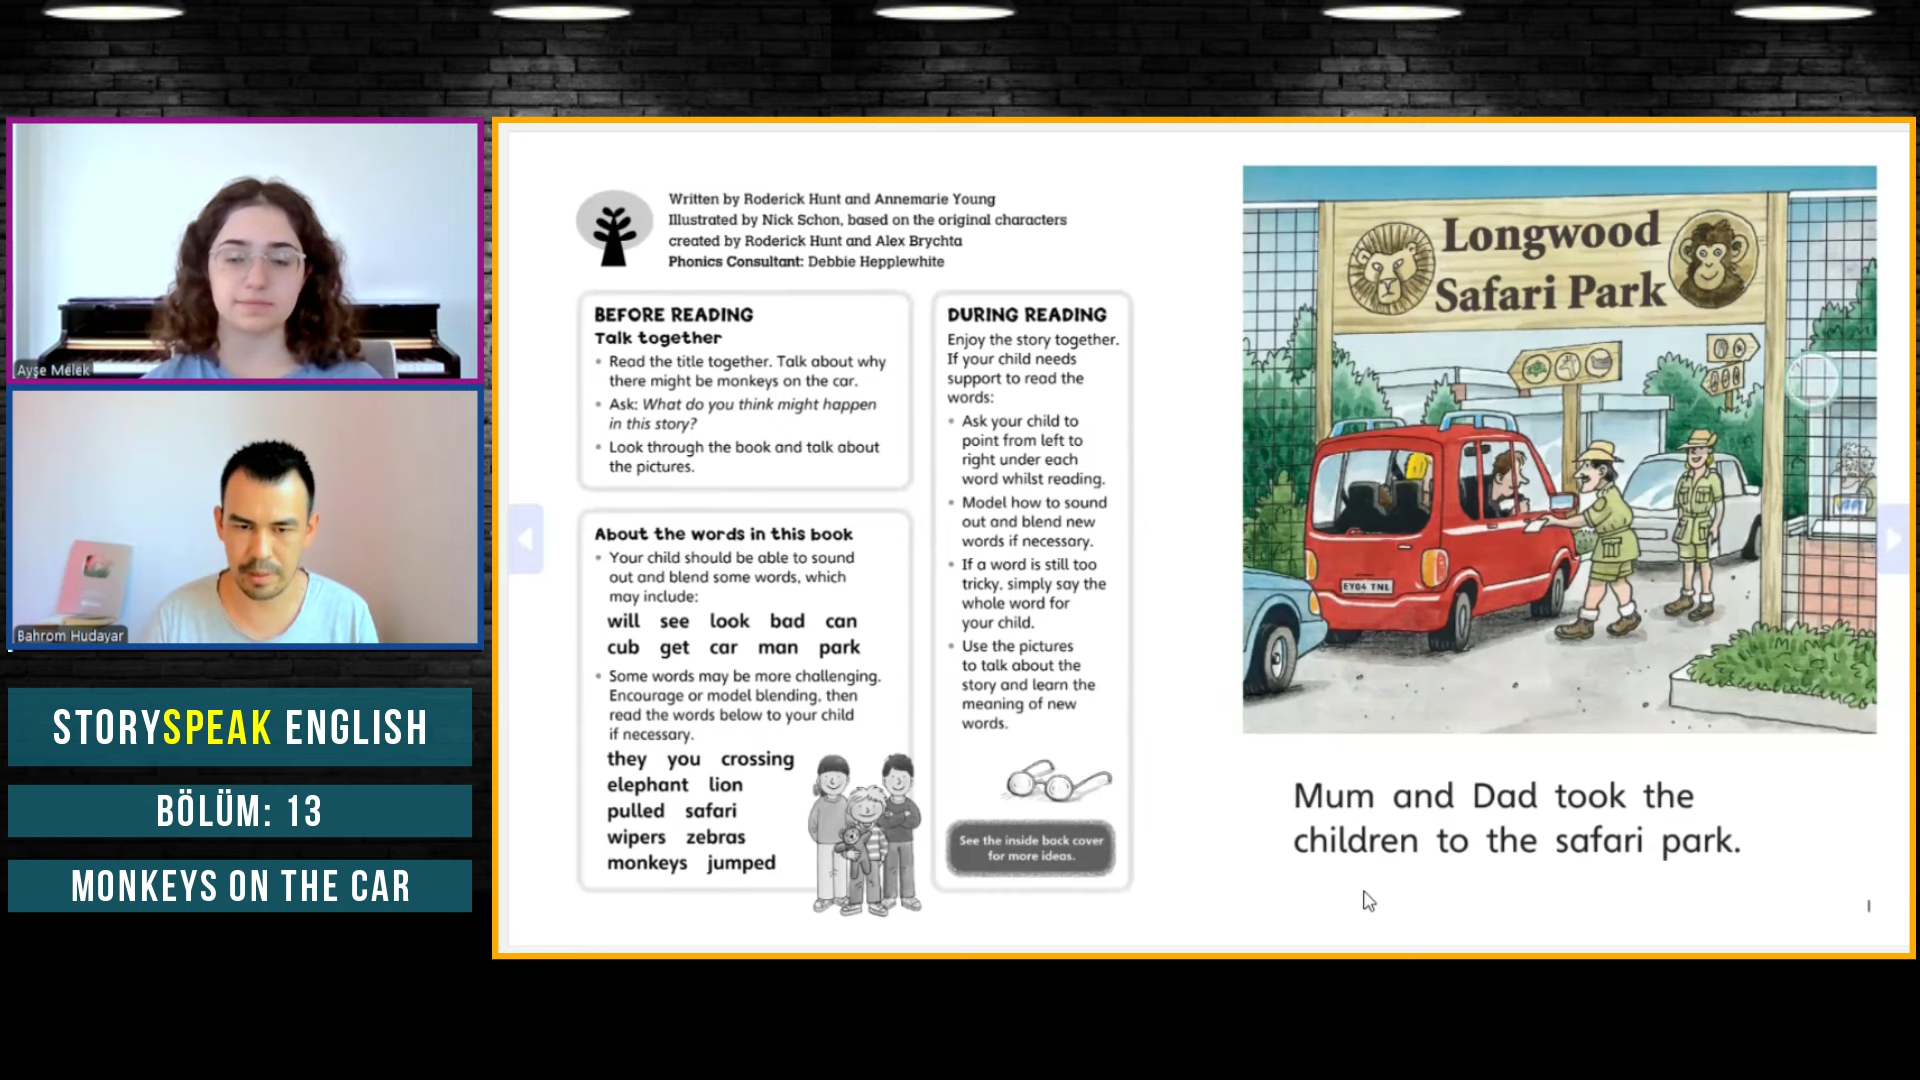 Ayşe Melek
Bahrom Hudayar
STORYSPEAK ENGLISH
BÖLÜM: 13
MONKEYS ON THE CAR
Written by Roderick Hunt and Annemarie Young
Illustrated by Nick Schon, based on the original characters
created by Roderick Hunt and Alex Brychta
Phonics Consultant: Debbie Hepplewhite
BEFORE READING
Talk together
• Read the title together. Talk about why
there might be monkeys on the car.
• Ask: What do you think might happen
in this story?
• Look through the book and talk about
the pictures.
About the words in this book
• Your child should be able to sound
out and blend some words, which
may include:
will see look bad can
cub get car man park
• Some words may be more challenging.
Encourage or model blending, then
read the words below to your child
if necessary.
they you crossing
elephant lion
pulled safari
wipers zebras
monkeys jumped
DURING READING
Enjoy the story together.
If your child needs
support to read the
words:
• Ask your child to
point from left to
right under each
word whilst reading.
• Model how to sound
out and blend new
words if necessary.
• If a word is still too
tricky, simply say the
whole word for
your child.
• Use the pictures
to talk about the
story and learn the
meaning of new
words.
See the inside back cover
for more ideas.
Longwood
Safari Park
EY04 TNL
Mum and Dad took the
children to the safari park.
1